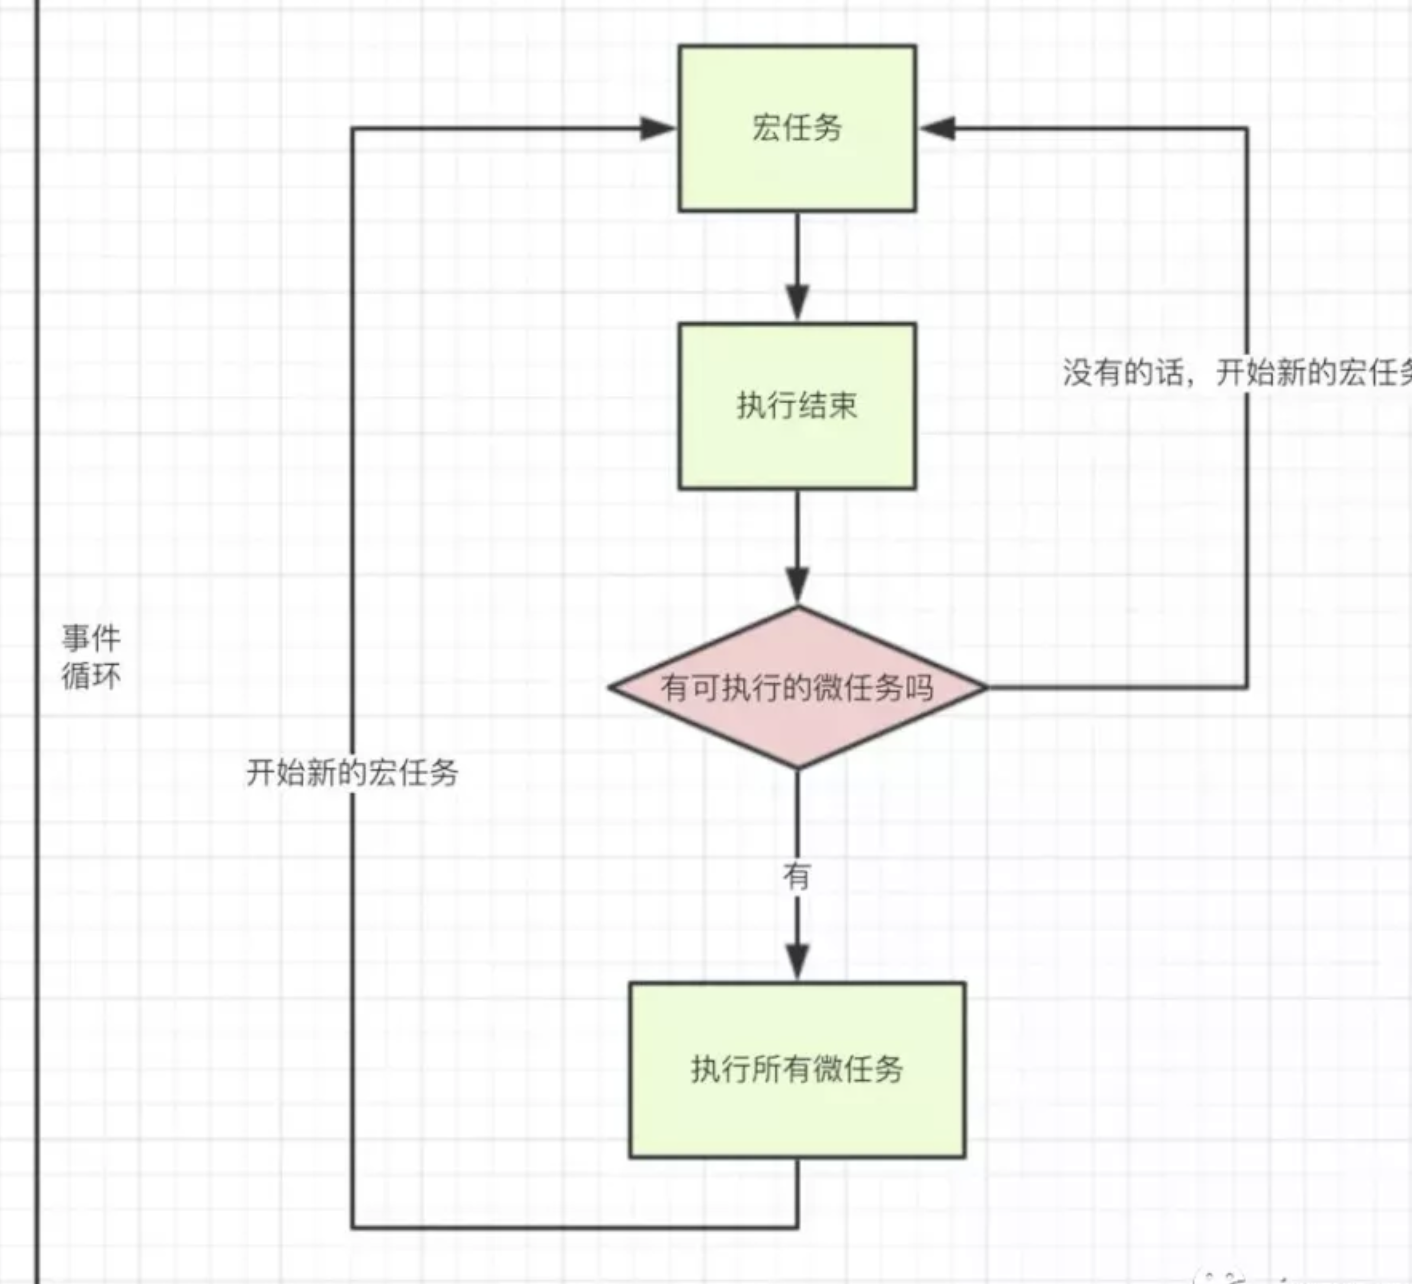 宏任务
没有的话，开始新的宏任务
执行结束
事件
循环
有可执行的微任务吗
开始新的宏任务
有
执行所有微任务